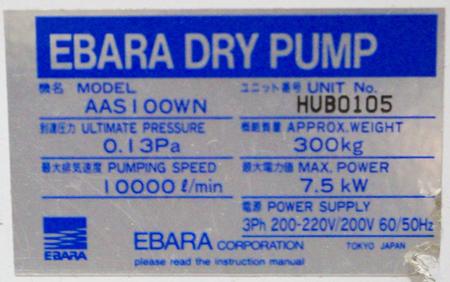 EBARA DRY PUMP
機名 MODEL
AAS100WN
ユニット番号 UNIT No.
HUB0105
到達圧力 ULTIMATE PRESSURE
0.13Pa
概略質量 APPROX.WEIGHT
300kg
最大排気速度 PUMPING SPEED
10000 ℓ/min
最大電力値 MAX. POWER
7.5 kW
電源 POWER SUPPLY
3Ph 200-220V/200V 60/50Hz
EBARA
EBARA CORPORATION
TOKYO JAPAN
please read the instruction manual